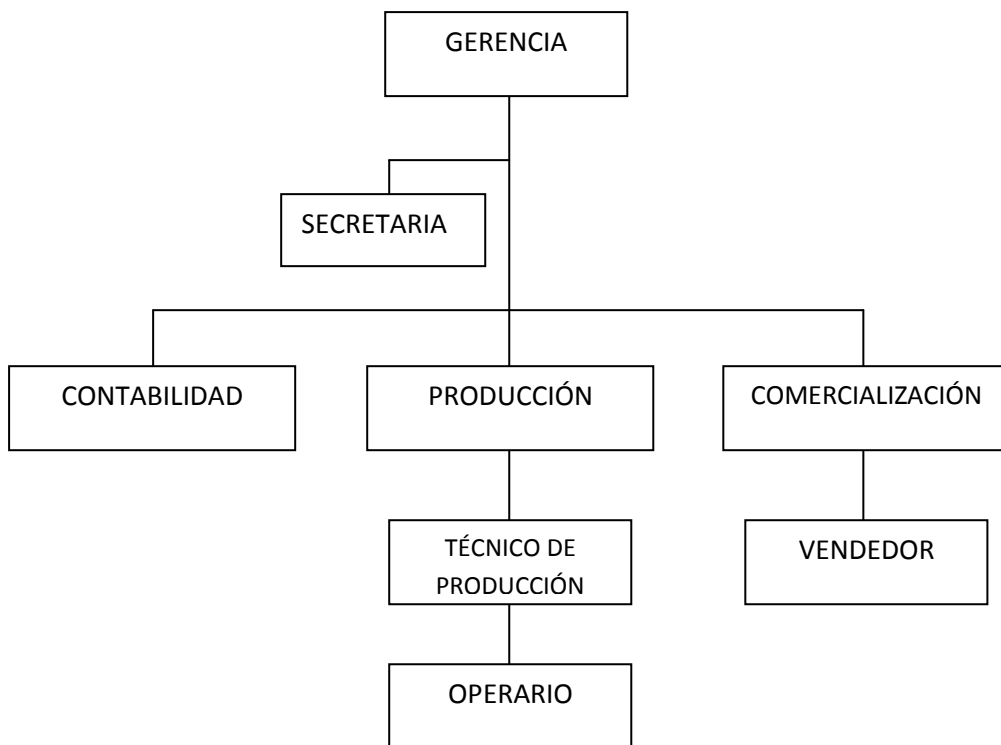 GERENCIA
SECRETARIA
CONTABILIDAD
PRODUCCIÓN
COMERCIALIZACIÓN
TÉCNICO DE
PRODUCCIÓN
VENDEDOR
OPERARIO